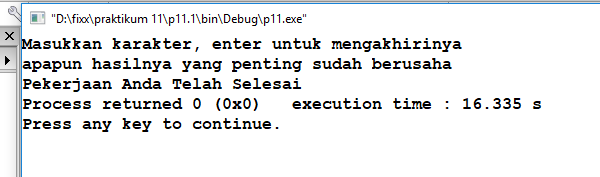 "D:\fixx\praktikum 11\p11.1\bin\Debug\p11.exe"
Masukkan karakter, enter untuk mengakhirinya
apapun hasilnya yang penting sudah berusaha
Pekerjaan Anda Telah Selesai
Process returned 0 (0x0)   execution time : 16.335 s
Press any key to continue.